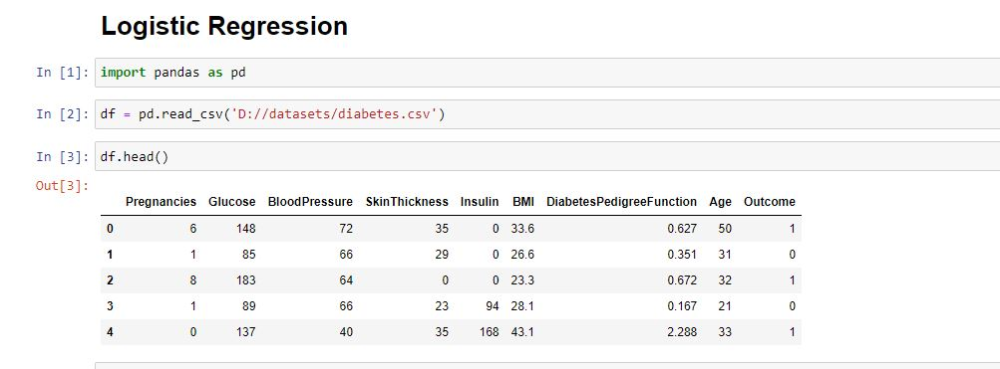 Logistic Regression
In [1]: import pandas as pd
In [2]: df = pd.read_csv('D://datasets/diabetes.csv')
In [3]: df.head()
Out[3]:
Pregnancies Glucose BloodPressure SkinThickness Insulin BMI DiabetesPedigreeFunction Age Outcome
0 6 148 72 35 0 33.6 0.627 50 1
1 1 85 66 29 0 26.6 0.351 31 0
2 8 183 64 0 0 23.3 0.672 32 1
3 1 89 66 23 94 28.1 0.167 21 0
4 0 137 40 35 168 43.1 2.288 33 1